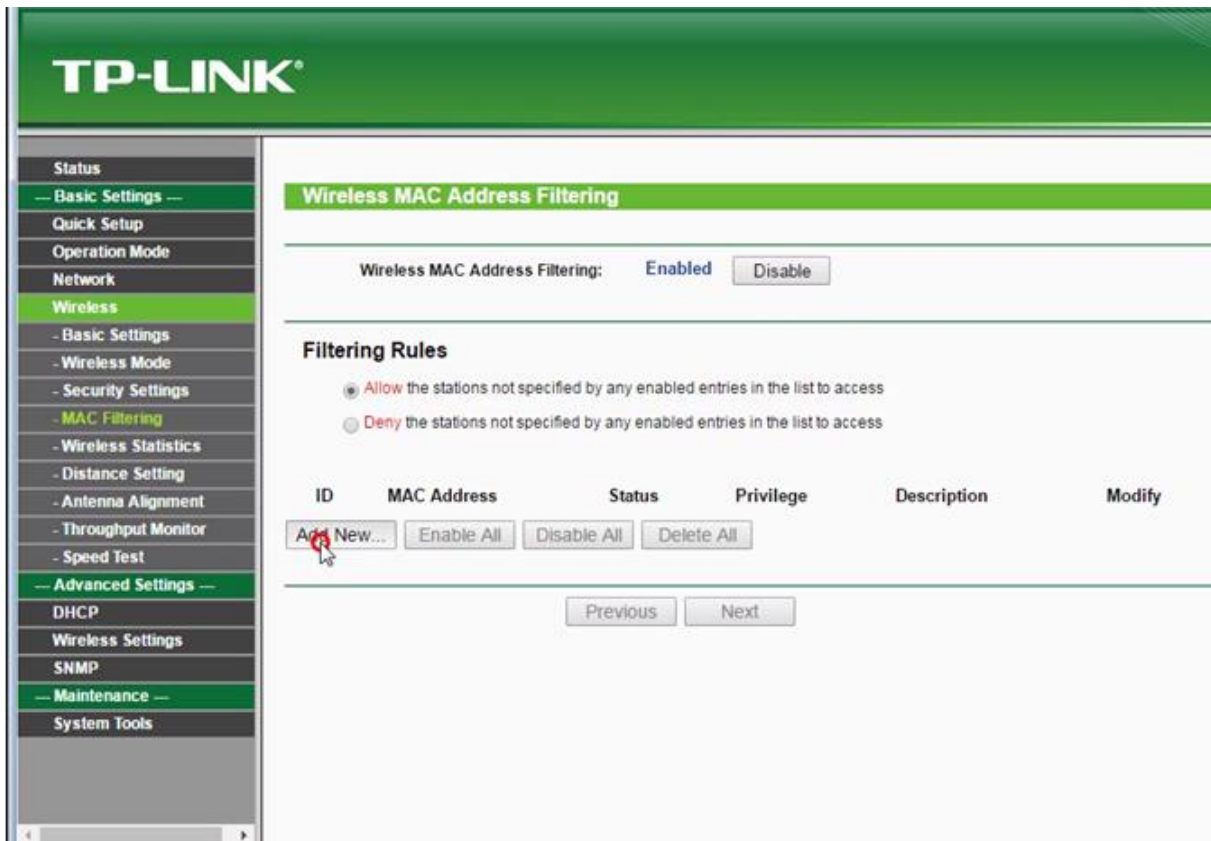 TP-LINK®
Status
— Basic Settings —
Quick Setup
Operation Mode
Network
Wireless
- Basic Settings
- Wireless Mode
- Security Settings
- MAC Filtering
- Wireless Statistics
- Distance Setting
- Antenna Alignment
- Throughput Monitor
- Speed Test
— Advanced Settings —
DHCP
Wireless Settings
SNMP
— Maintenance —
System Tools
Wireless MAC Address Filtering
Wireless MAC Address Filtering: Enabled Disable
Filtering Rules
Allow the stations not specified by any enabled entries in the list to access
Deny the stations not specified by any enabled entries in the list to access
ID MAC Address Status Privilege Description Modify
Add New... Enable All Disable All Delete All
Previous Next